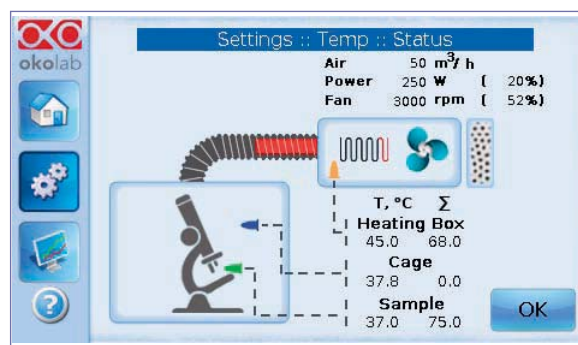 okolab
Settings :: Temp :: Status
Air 50 m³/ h
Power 250 W ( 20%)
Fan 3000 rpm ( 52%)
T, °C Σ
Heating Box
45.0 68.0
Cage
37.8 0.0
Sample
37.0 75.0
?
OK